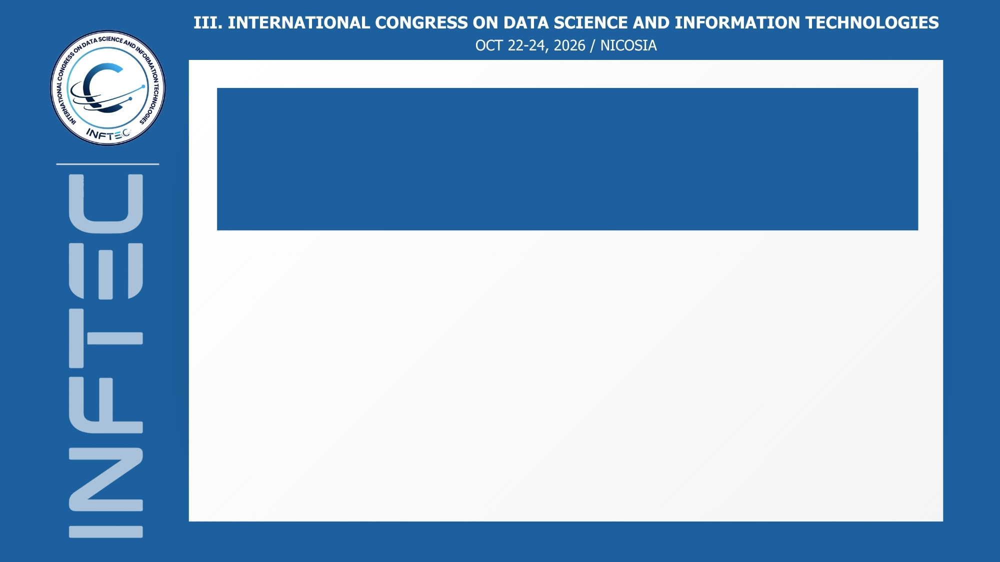 III. INTERNATIONAL CONGRESS ON DATA SCIENCE AND INFORMATION TECHNOLOGIES
OCT 22-24, 2026 / NICOSIA
INTERNATIONAL CONGRESS ON DATA SCIENCE AND INFORMATION TECHNOLOGIES
INFTEC
INFTEC